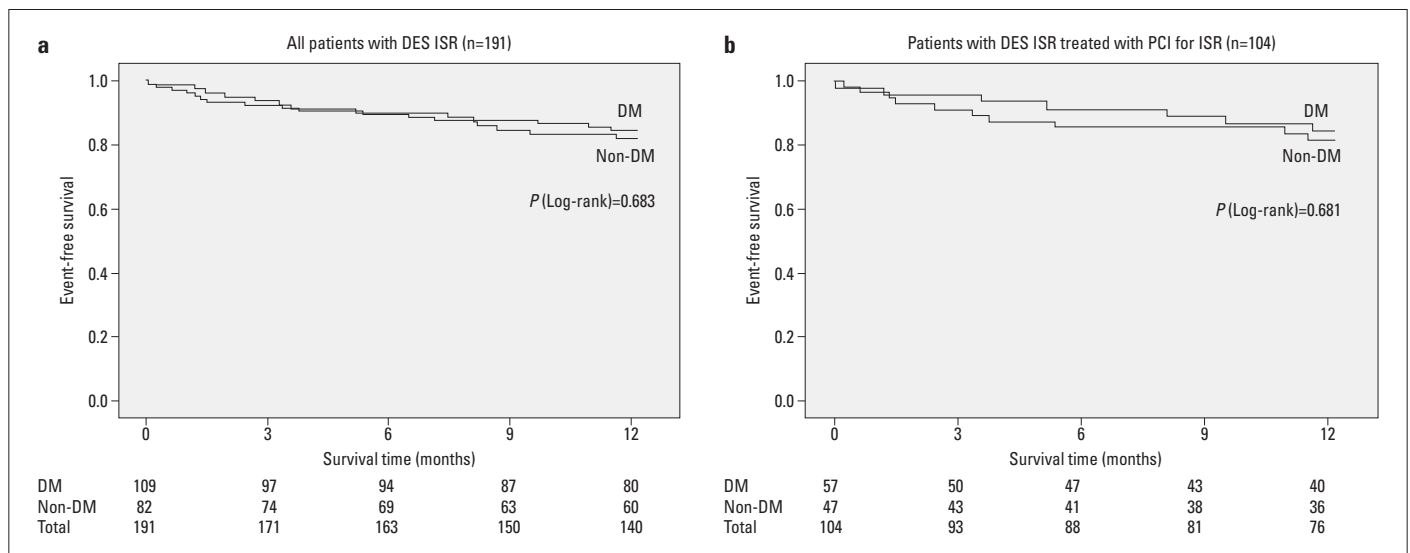 a
All patients with DES ISR (n=191)
1.0
0.8
0.6
0.4
0.2
0.0
Event-free survival
DM
Non-DM
P (Log-rank)=0.683
0 3 6 9 12
Survival time (months)
DM 109 97 94 87 80
Non-DM 82 74 69 63 60
Total 191 171 163 150 140
b
Patients with DES ISR treated with PCI for ISR (n=104)
1.0
0.8
0.6
0.4
0.2
0.0
Event-free survival
DM
Non-DM
P (Log-rank)=0.681
0 3 6 9 12
Survival time (months)
DM 57 50 47 43 40
Non-DM 47 43 41 38 36
Total 104 93 88 81 76